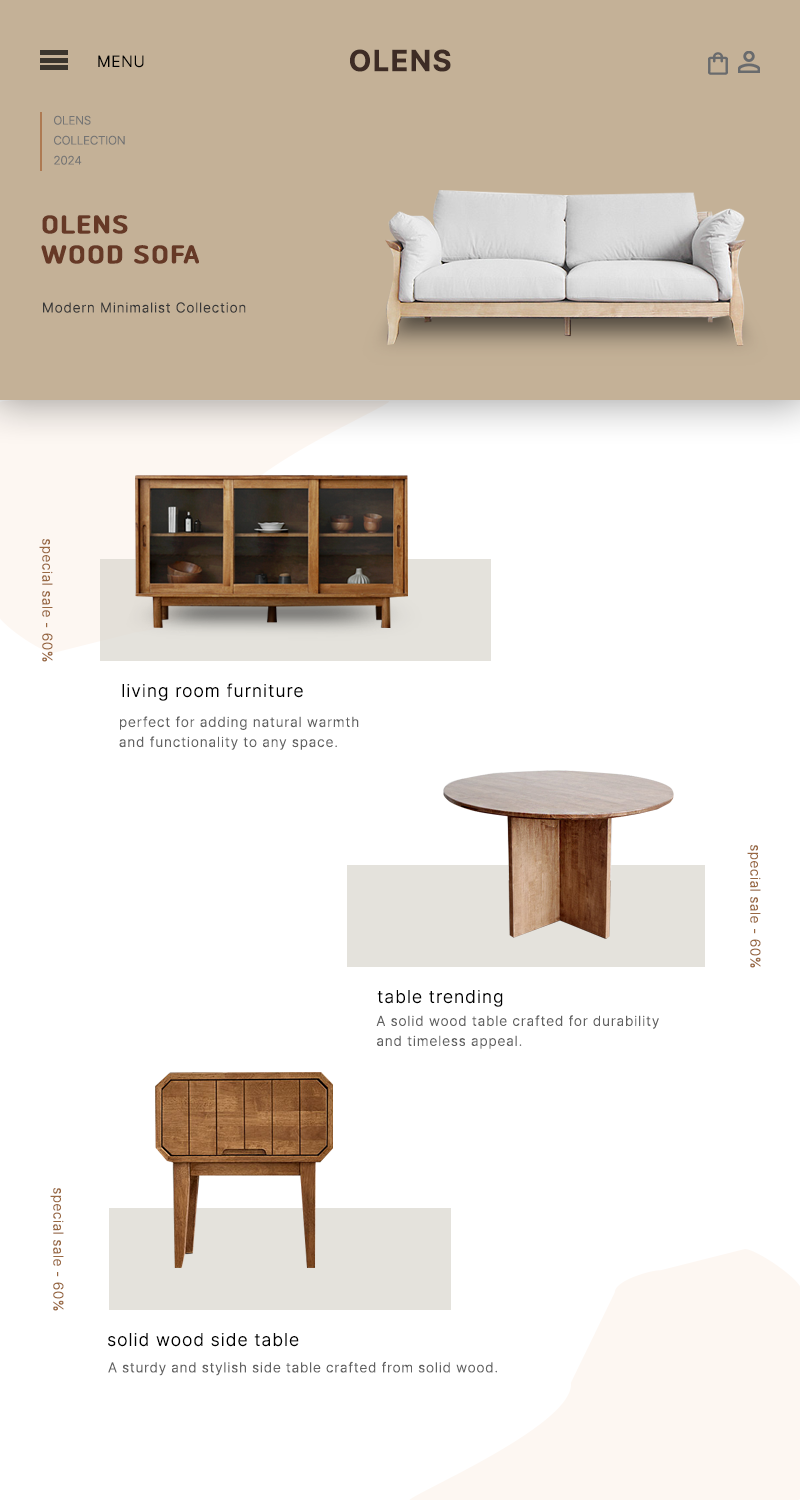 MENU
OLENS
OLENS
COLLECTION
2024
OLENS
WOOD SOFA
Modern Minimalist Collection
special sale - 60%
living room furniture
perfect for adding natural warmth
and functionality to any space.
special sale - 60%
table trending
A solid wood table crafted for durability
and timeless appeal.
special sale - 60%
solid wood side table
A sturdy and stylish side table crafted from solid wood.